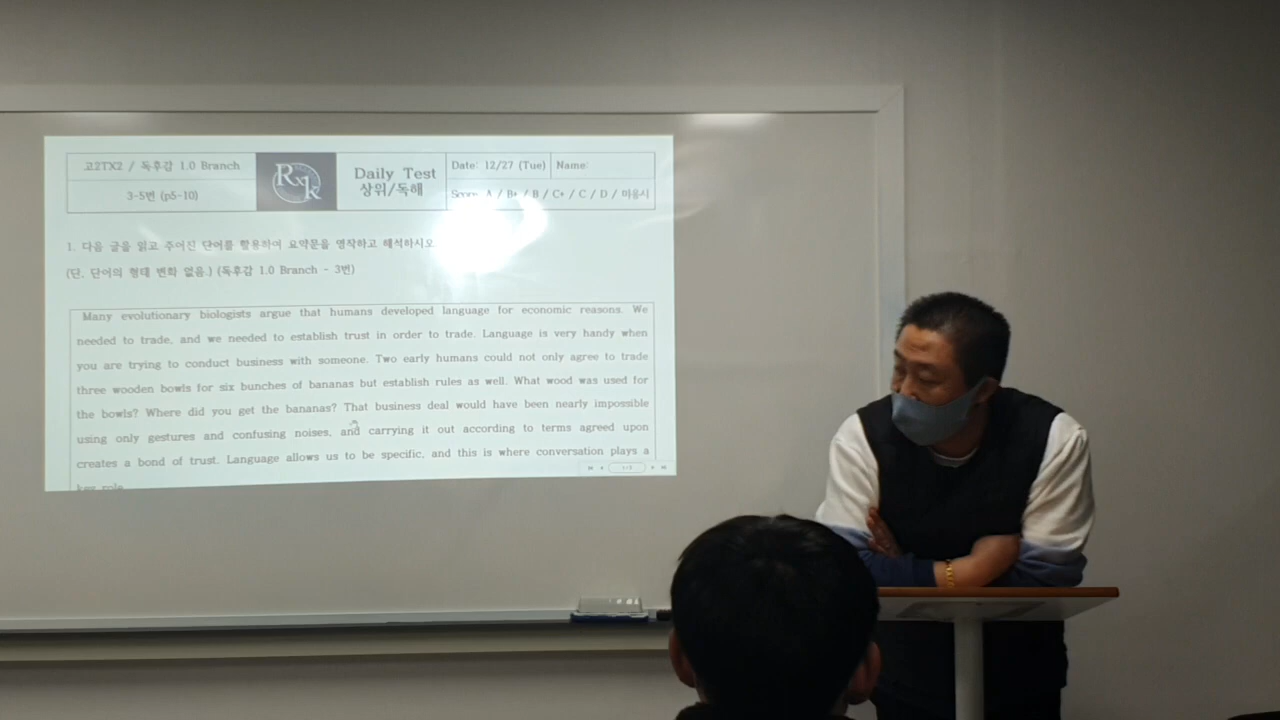 고2TX2 / 독후감 1.0 Branch
3-5번 (p5-10)
RxK
Daily Test
상위/독해
Date: 12/27 (Tue) Name:
Score: A / B+ / B / C+ / C / D / 미응시
1. 다음 글을 읽고 주어진 단어를 활용하여 요약문을 영작하고 해석하시오.
(단, 단어의 형태 변화 없음.) (독후감 1.0 Branch - 3번)
Many evolutionary biologists argue that humans developed language for economic reasons. We
needed to trade, and we needed to establish trust in order to trade. Language is very handy when
you are trying to conduct business with someone. Two early humans could not only agree to trade
three wooden bowls for six bunches of bananas but establish rules as well. What wood was used for
the bowls? Where did you get the bananas? That business deal would have been nearly impossible
using only gestures and confusing noises, and carrying it out according to terms agreed upon
creates a bond of trust. Language allows us to be specific, and this is where conversation plays a
key role.